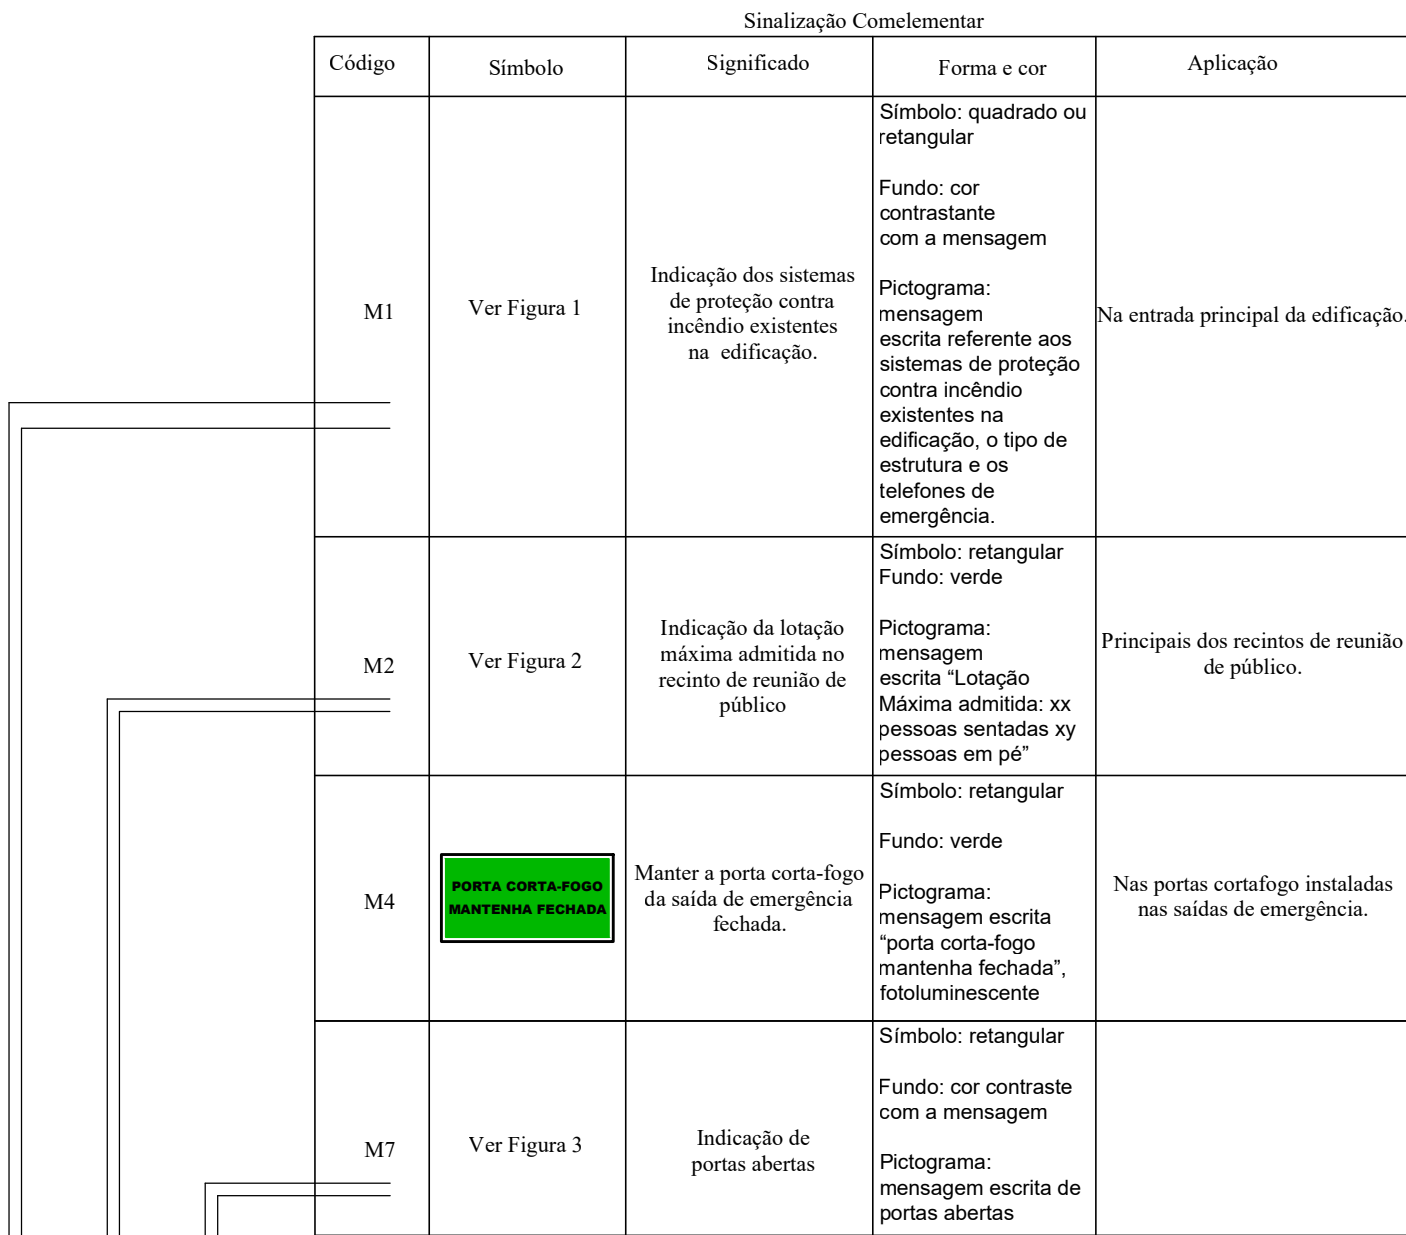 Sinalização Comelementar
Código
Símbolo
Significado
Forma e cor
Aplicação
M1
Ver Figura 1
Indicação dos sistemas
de proteção contra
incêndio existentes
na edificação.
Símbolo: quadrado ou
retangular
Fundo: cor
contrastante
com a mensagem
Pictograma:
mensagem
escrita referente aos
sistemas de proteção
contra incêndio
existentes na
edificação, o tipo de
estrutura e os
telefones de
emergência.
Na entrada principal da edificação.
M2
Ver Figura 2
Indicação da lotação
máxima admitida no
recinto de reunião de
público
Símbolo: retangular
Fundo: verde
Pictograma:
mensagem
escrita “Lotação
Máxima admitida: xx
pessoas sentadas xy
pessoas em pé”
Principais dos recintos de reunião
de público.
M4
PORTA CORTA-FOGO
MANTENHA FECHADA
Manter a porta corta-fogo
da saída de emergência
fechada.
Símbolo: retangular
Fundo: verde
Pictograma:
mensagem escrita
“porta corta-fogo
mantenha fechada”,
fotoluminescente
Nas portas cortafogo instaladas
nas saídas de emergência.
M7
Ver Figura 3
Indicação de
portas abertas
Símbolo: retangular
Fundo: cor contraste
com a mensagem
Pictograma:
mensagem escrita de
portas abertas